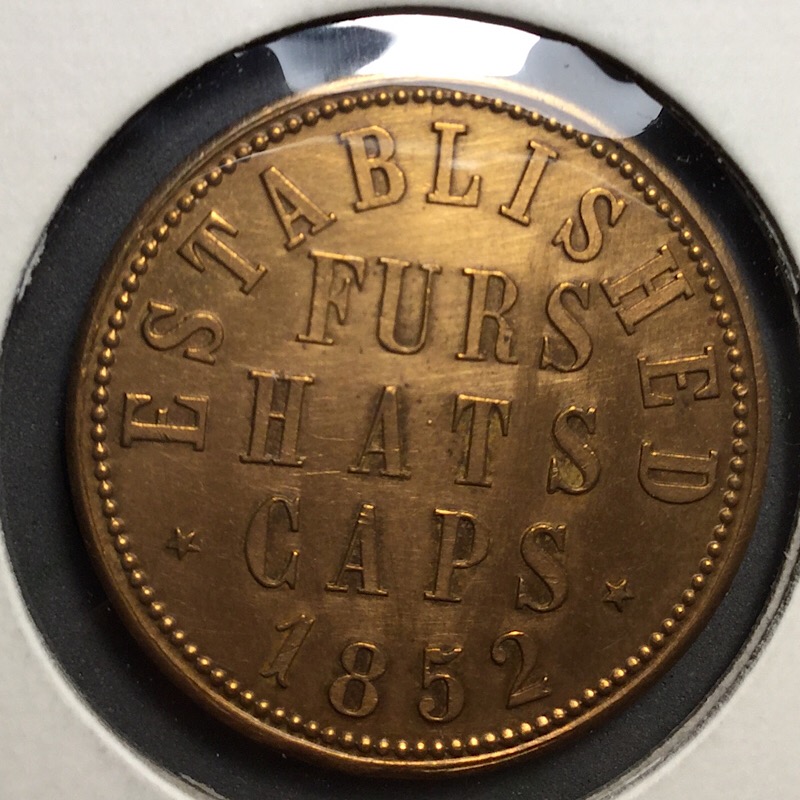 ESTABLISHED
FURS
HATS
CAPS
1852